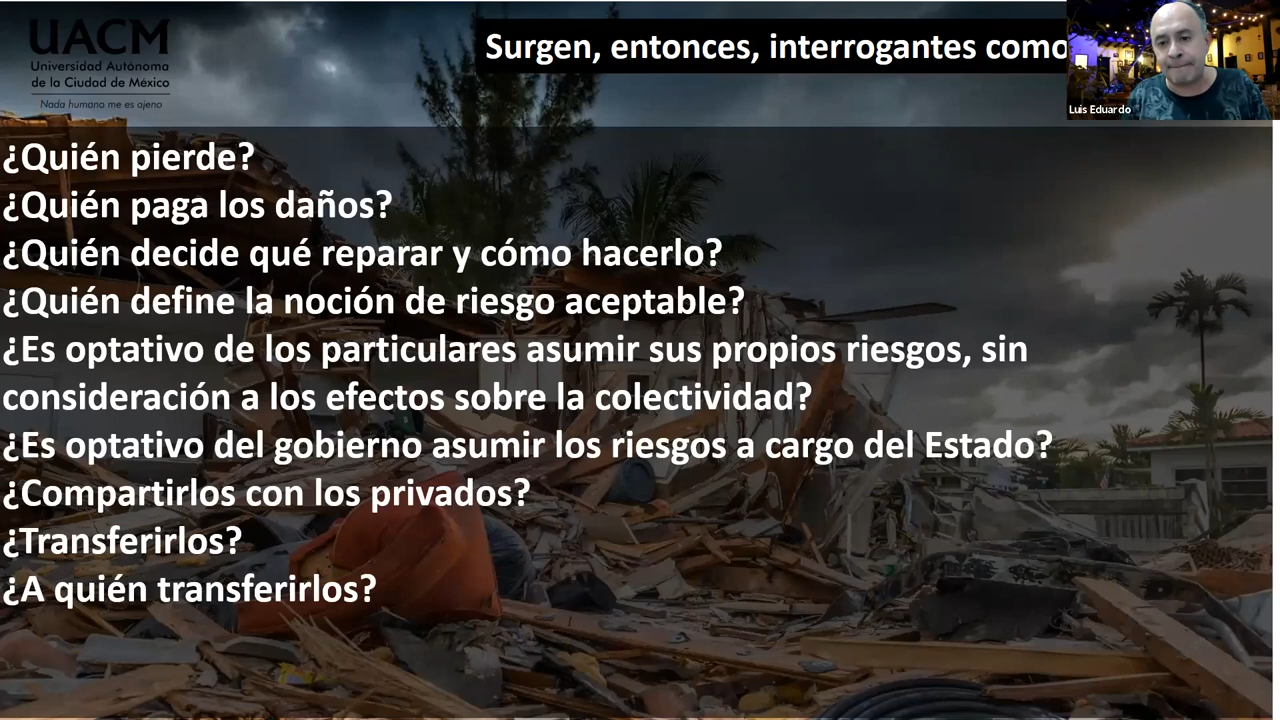 UACM
Universidad Autónoma
de la Ciudad de México
Nada humano me es ajeno
Surgen, entonces, interrogantes como
Luis Eduardo
¿Quién pierde?
¿Quién paga los daños?
¿Quién decide qué reparar y cómo hacerlo?
¿Quién define la noción de riesgo aceptable?
¿Es optativo de los particulares asumir sus propios riesgos, sin
consideración a los efectos sobre la colectividad?
¿Es optativo del gobierno asumir los riesgos a cargo del Estado?
¿Compartirlos con los privados?
¿Transferirlos?
¿A quién transferirlos?